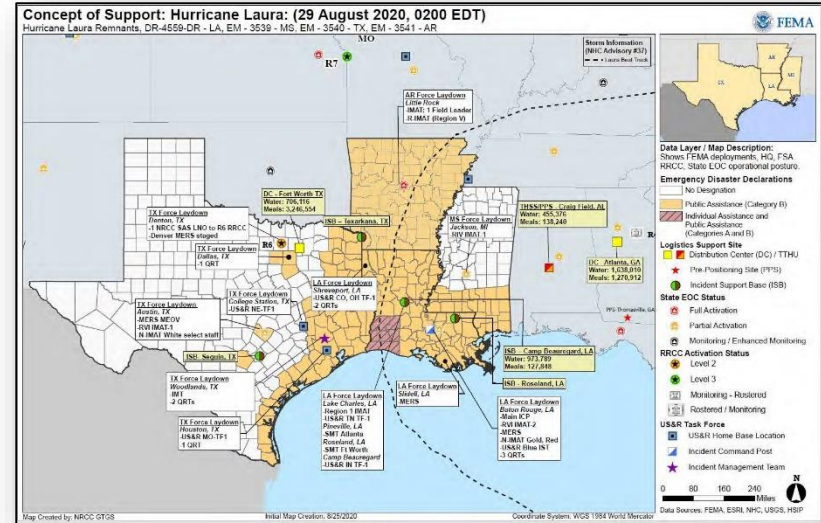 Concept of Support: Hurricane Laura: (29 August 2020, 0200 EDT)
Hurricane Laura Remnants, DR-4559-DR - LA, EM - 3539 - MS, EM - 3540 - TX, EM - 3541 - AR
FEMA
MO
R7
Storm Information
(NHC Advisory #37)
Laura Best Track
AR Force Laydown
Little Rock
-IMAT: 1 Field Leader
-R-IMAT (Region V)
TX Force Laydown
Denton, TX
-1 NRCC SAS LNO to R6 RRCC
-Denver MERS staged
DC - Fort Worth TX
Water: 706,116
Meals: 3,246,554
ISB - Texarkana, TX
MS Force Laydown
Jackson, MI
-RIV IMAT 1
THSS/PPS - Craig Field, AL
Water: 455,376
Meals: 138,240
DC - Atlanta, GA
Water: 1,638,010
Meals: 1,270,912
R6
TX Force Laydown
Dallas, TX
-1 QRT
LA Force Laydown
Shreveport, LA
-US&R CO, OH TF-1
-2 QRTs
TX Force Laydown
College Station, TX
-US&R NE-TF1
TX Force Laydown
Austin, TX
-MERS MEOV
-RVI IMAT-1
-N-IMAT White select staff
PPS- Thomasville, GA
ISB- Seguin, TX
ISB - Camp Beauregard, LA
Water: 973,789
Meals: 127,848
ISB - Roseland, LA
TX Force Laydown
Woodlands, TX
-IMT
-2 QRTs
TX Force Laydown
Houston, TX
-US&R MO-TF1
-1 QRT
LA Force Laydown
Lake Charles, LA
-Region 1 IMAT
-US&R TN TF-1
Pineville, LA
-SMT Atlanta
Roseland, LA
-SMT Ft Worth
Camp Beauregard
-US&R IN TF-1
LA Force Laydown
Slidell, LA
-MERS
LA Force Laydown
Baton Rouge, LA
-Main ICP
-RVI IMAT-2
-MERS
-N-IMAT Gold, Red
-US&R Blue IST
-3 QRTs
TX
AR
LA
MS
Data Layer / Map Description:
Shows FEMA deployments, HQ, FSA
RRCC, State EOC operational posture.
Emergency Disaster Declarations
No Designation
Public Assistance (Category B)
Individual Assistance and
Public Assistance
(Categories A and B)
Logistics Support Site
Distribution Center (DC) / TTHU
Pre-Positioning Site (PPS)
Incident Support Base (ISB)
State EOC Status
Full Activation
Partial Activation
Monitoring / Enhanced Monitoring
RRCC Activation Status
Level 2
Level 3
Monitoring - Rostered
Rostered / Monitoring
US&R Task Force
US&R Home Base Location
Incident Command Post
Incident Management Team
N
0 80 160 240
Miles
Map Created by: NRCC GTGS
Initial Map Creation: 8/25/2020
Coordinate System: WGS 1984 World Mercator
Data Sources: FEMA, ESRI, NHC, USGS, HSIP